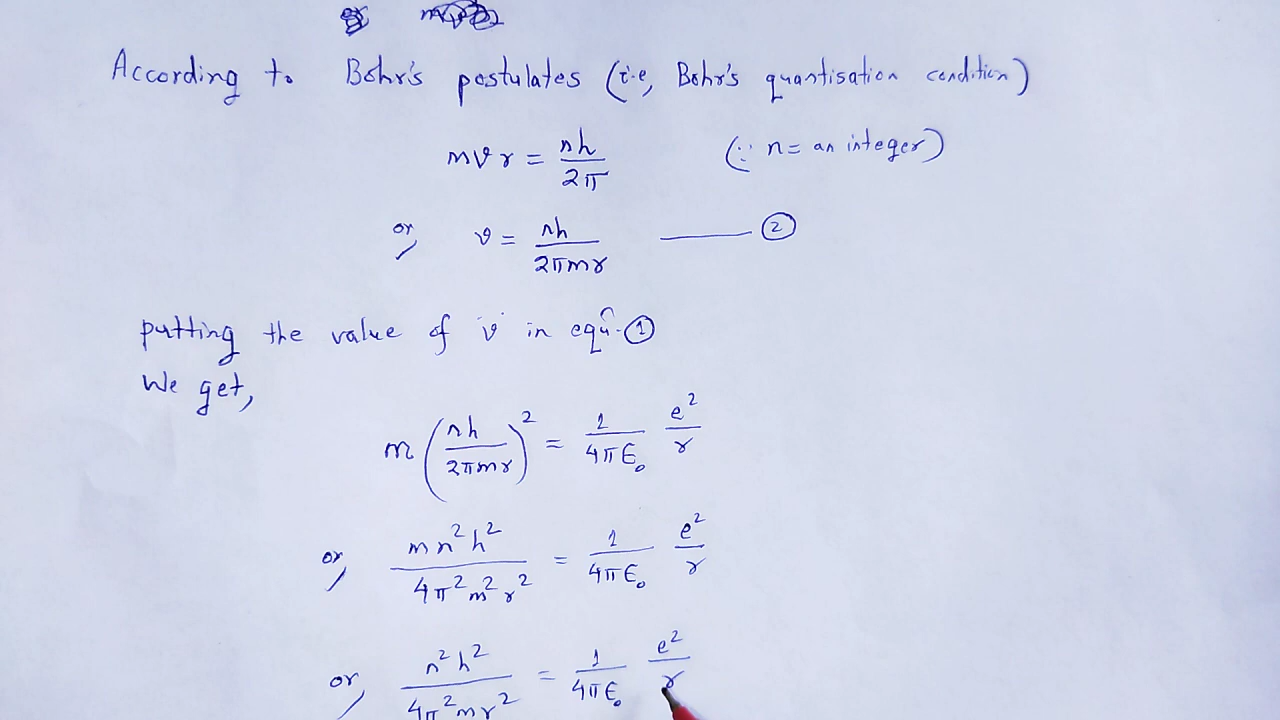 According to Bohr's postulates (i.e, Bohr's quantisation condition)
mvr = nh/2π (∵ n = an integer)
or, v = nh/2πmr ——— ②
putting the value of 'v' in equn. ①
We get,
m(nh/2πmr)² = 1/4πϵ₀ e²/r
or, mn²h²/4π²m²r² = 1/4πϵ₀ e²/r
or, n²h²/4π²mr² = 1/4πϵ₀ e²/r